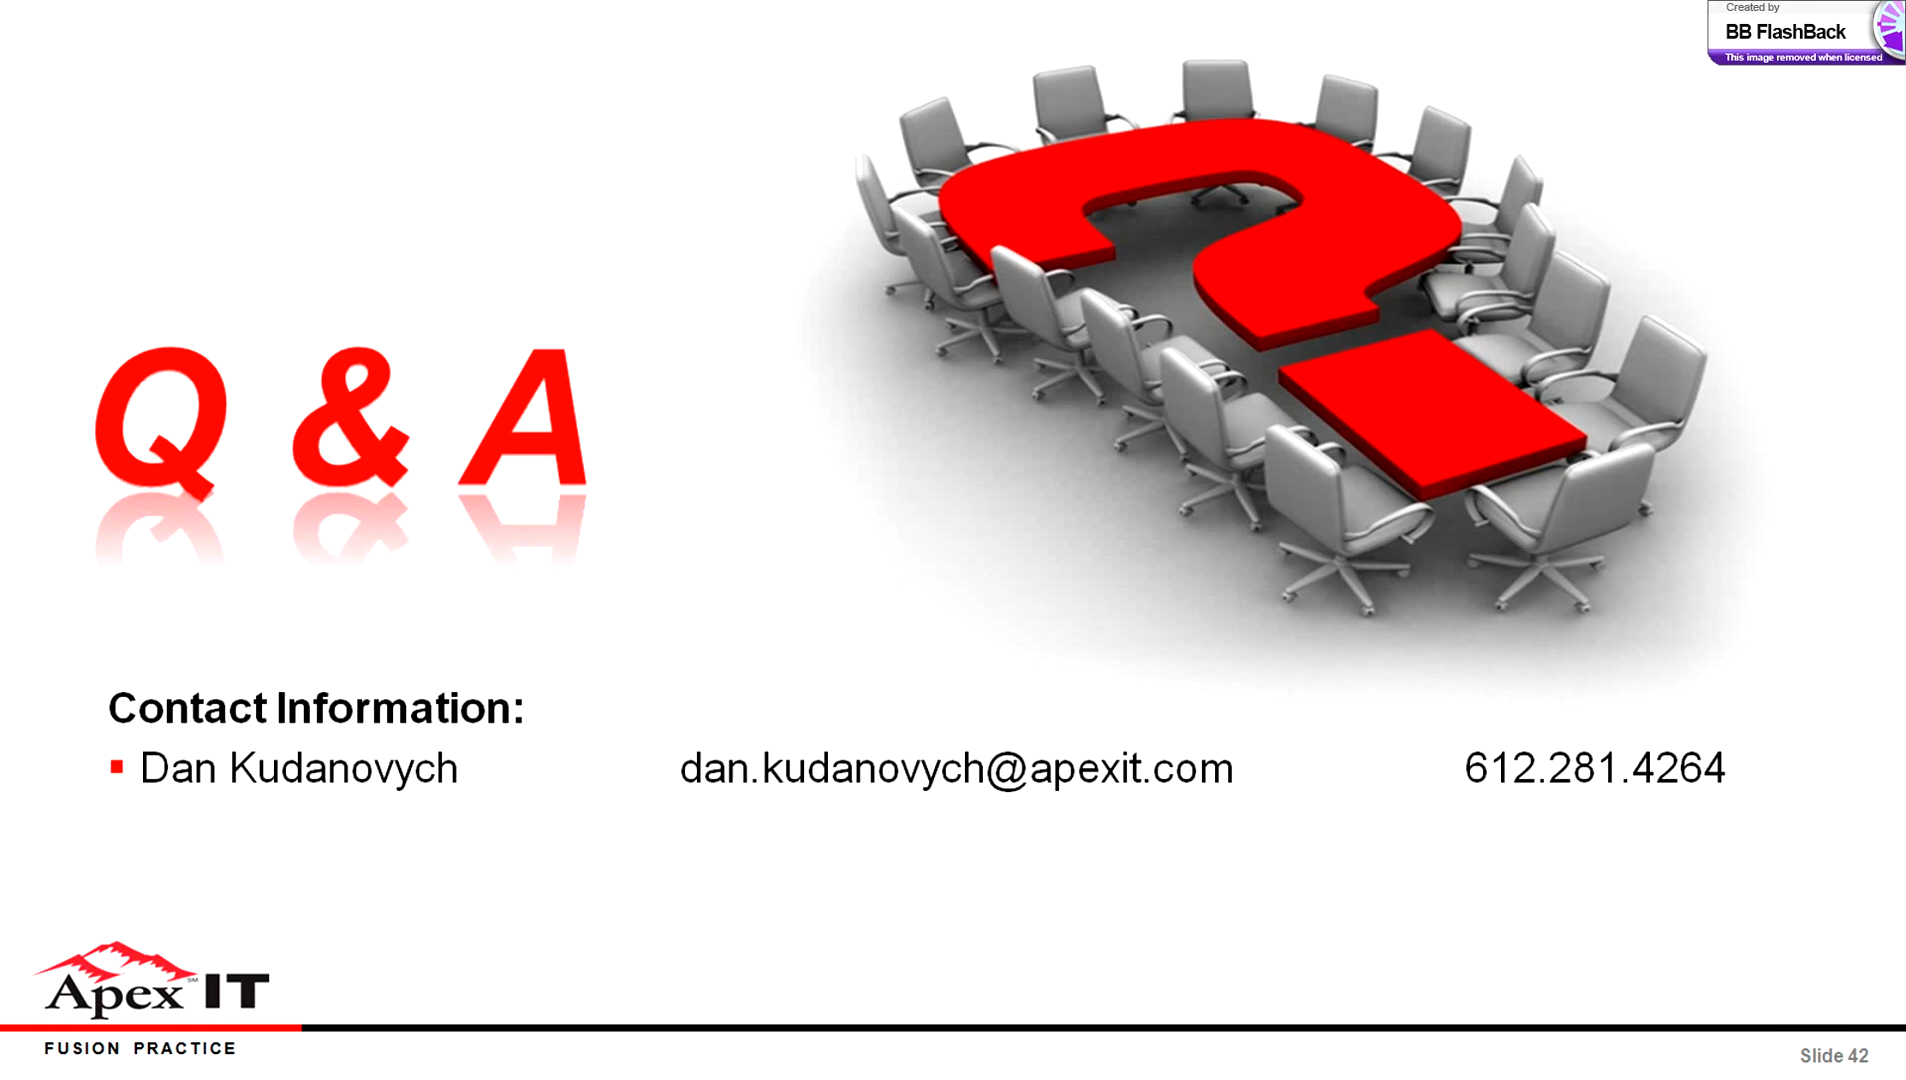 Created by
BB FlashBack
This image removed when licensed
Q & A
Contact Information:
Dan Kudanovych dan.kudanovych@apexit.com 612.281.4264
Apex IT
SM
FUSION PRACTICE
Slide 42